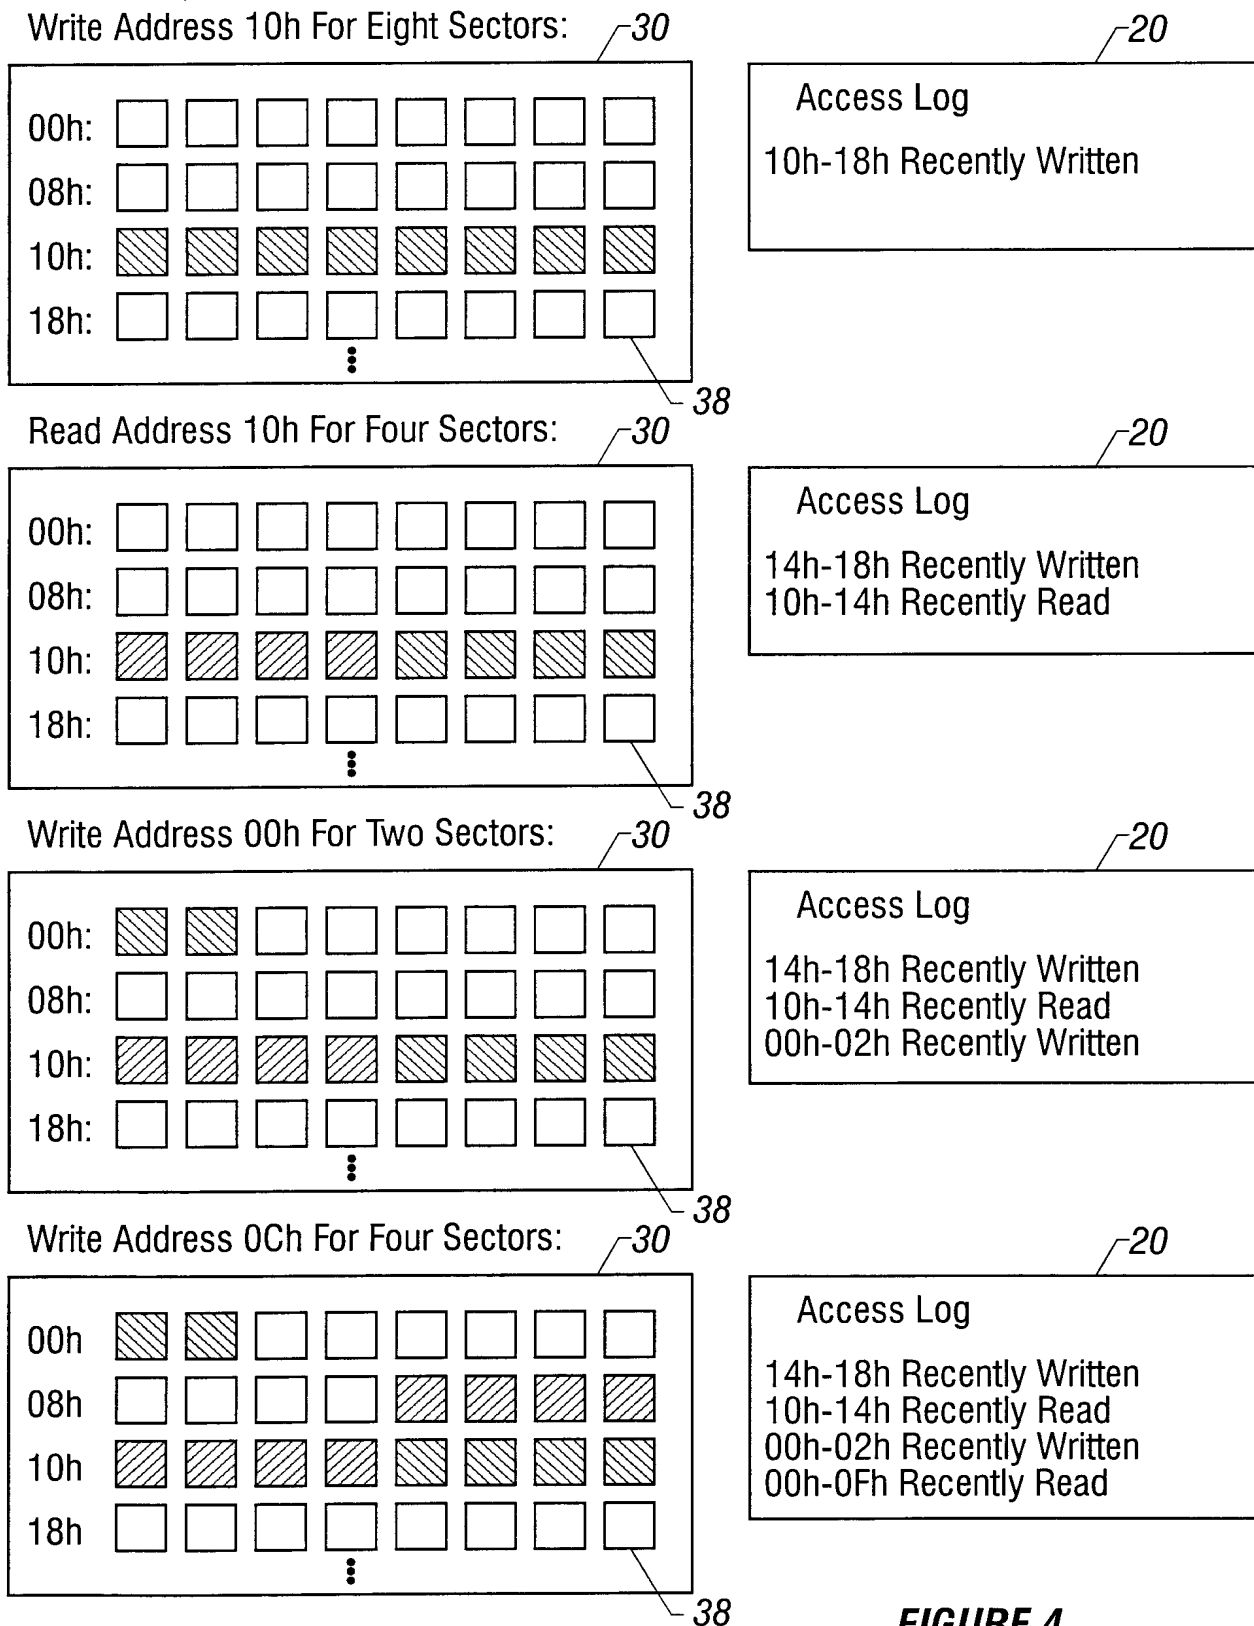 Write Address 10h For Eight Sectors: 30
20
00h:
08h:
10h:
18h:
38
Access Log
10h-18h Recently Written
Read Address 10h For Four Sectors: 30
20
00h:
08h:
10h:
18h:
38
Access Log
14h-18h Recently Written
10h-14h Recently Read
Write Address 00h For Two Sectors: 30
20
00h:
08h:
10h:
18h:
38
Access Log
14h-18h Recently Written
10h-14h Recently Read
00h-02h Recently Written
Write Address 0Ch For Four Sectors: 30
20
00h
08h
10h
18h
38
Access Log
14h-18h Recently Written
10h-14h Recently Read
00h-02h Recently Written
00h-0Fh Recently Read
FIGURE 4